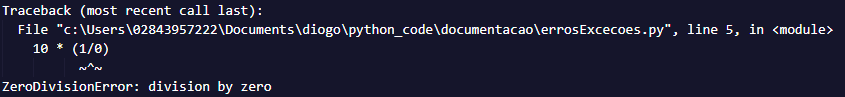 Traceback (most recent call last):
  File "c:\Users\02843957222\Documents\diogo\python_code\documentacao\errosExcecoes.py", line 5, in <module>
    10 * (1/0)
          ~^~
ZeroDivisionError: division by zero